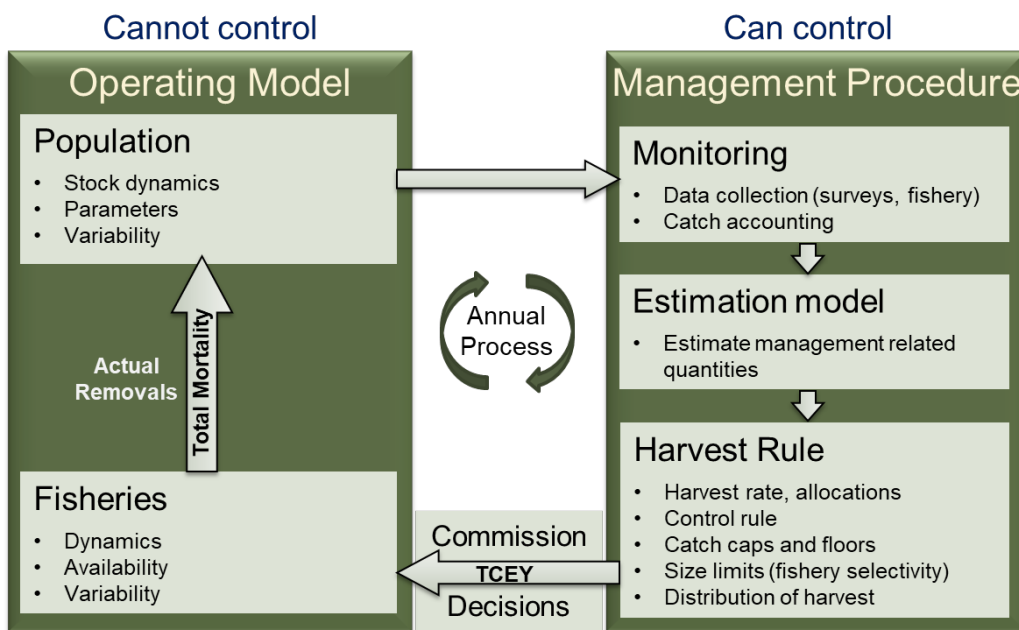 Cannot control
Operating Model
Population
• Stock dynamics
• Parameters
• Variability
Actual
Removals
Total Mortality
Fisheries
• Dynamics
• Availability
• Variability
Annual
Process
Can control
Management Procedure
Monitoring
• Data collection (surveys, fishery)
• Catch accounting
Estimation model
• Estimate management related
quantities
Harvest Rule
• Harvest rate, allocations
• Control rule
• Catch caps and floors
• Size limits (fishery selectivity)
• Distribution of harvest
Commission
TCEY
Decisions